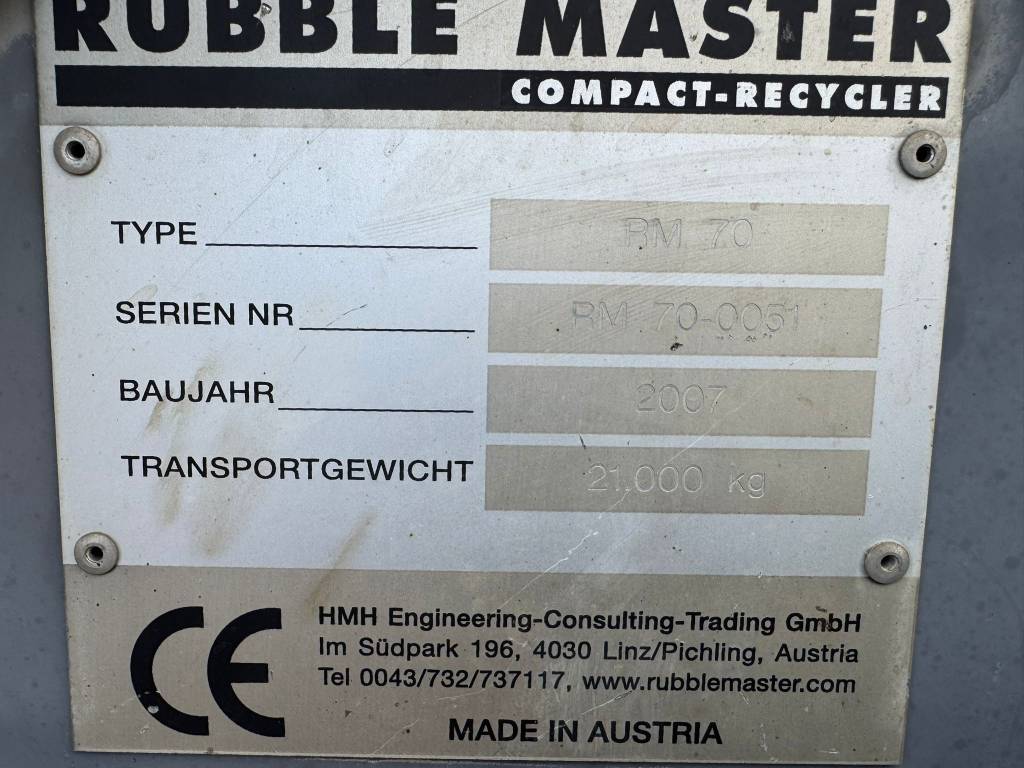 RUBBLE MASTER
COMPACT-RECYCLER
TYPE RM 70
SERIEN NR RM 70-0051
BAUJAHR 2007
TRANSPORTGEWICHT 21.000 kg
CE
HMH Engineering-Consulting-Trading GmbH
Im Südpark 196, 4030 Linz/Pichling, Austria
Tel 0043/732/737117, www.rubblemaster.com
MADE IN AUSTRIA